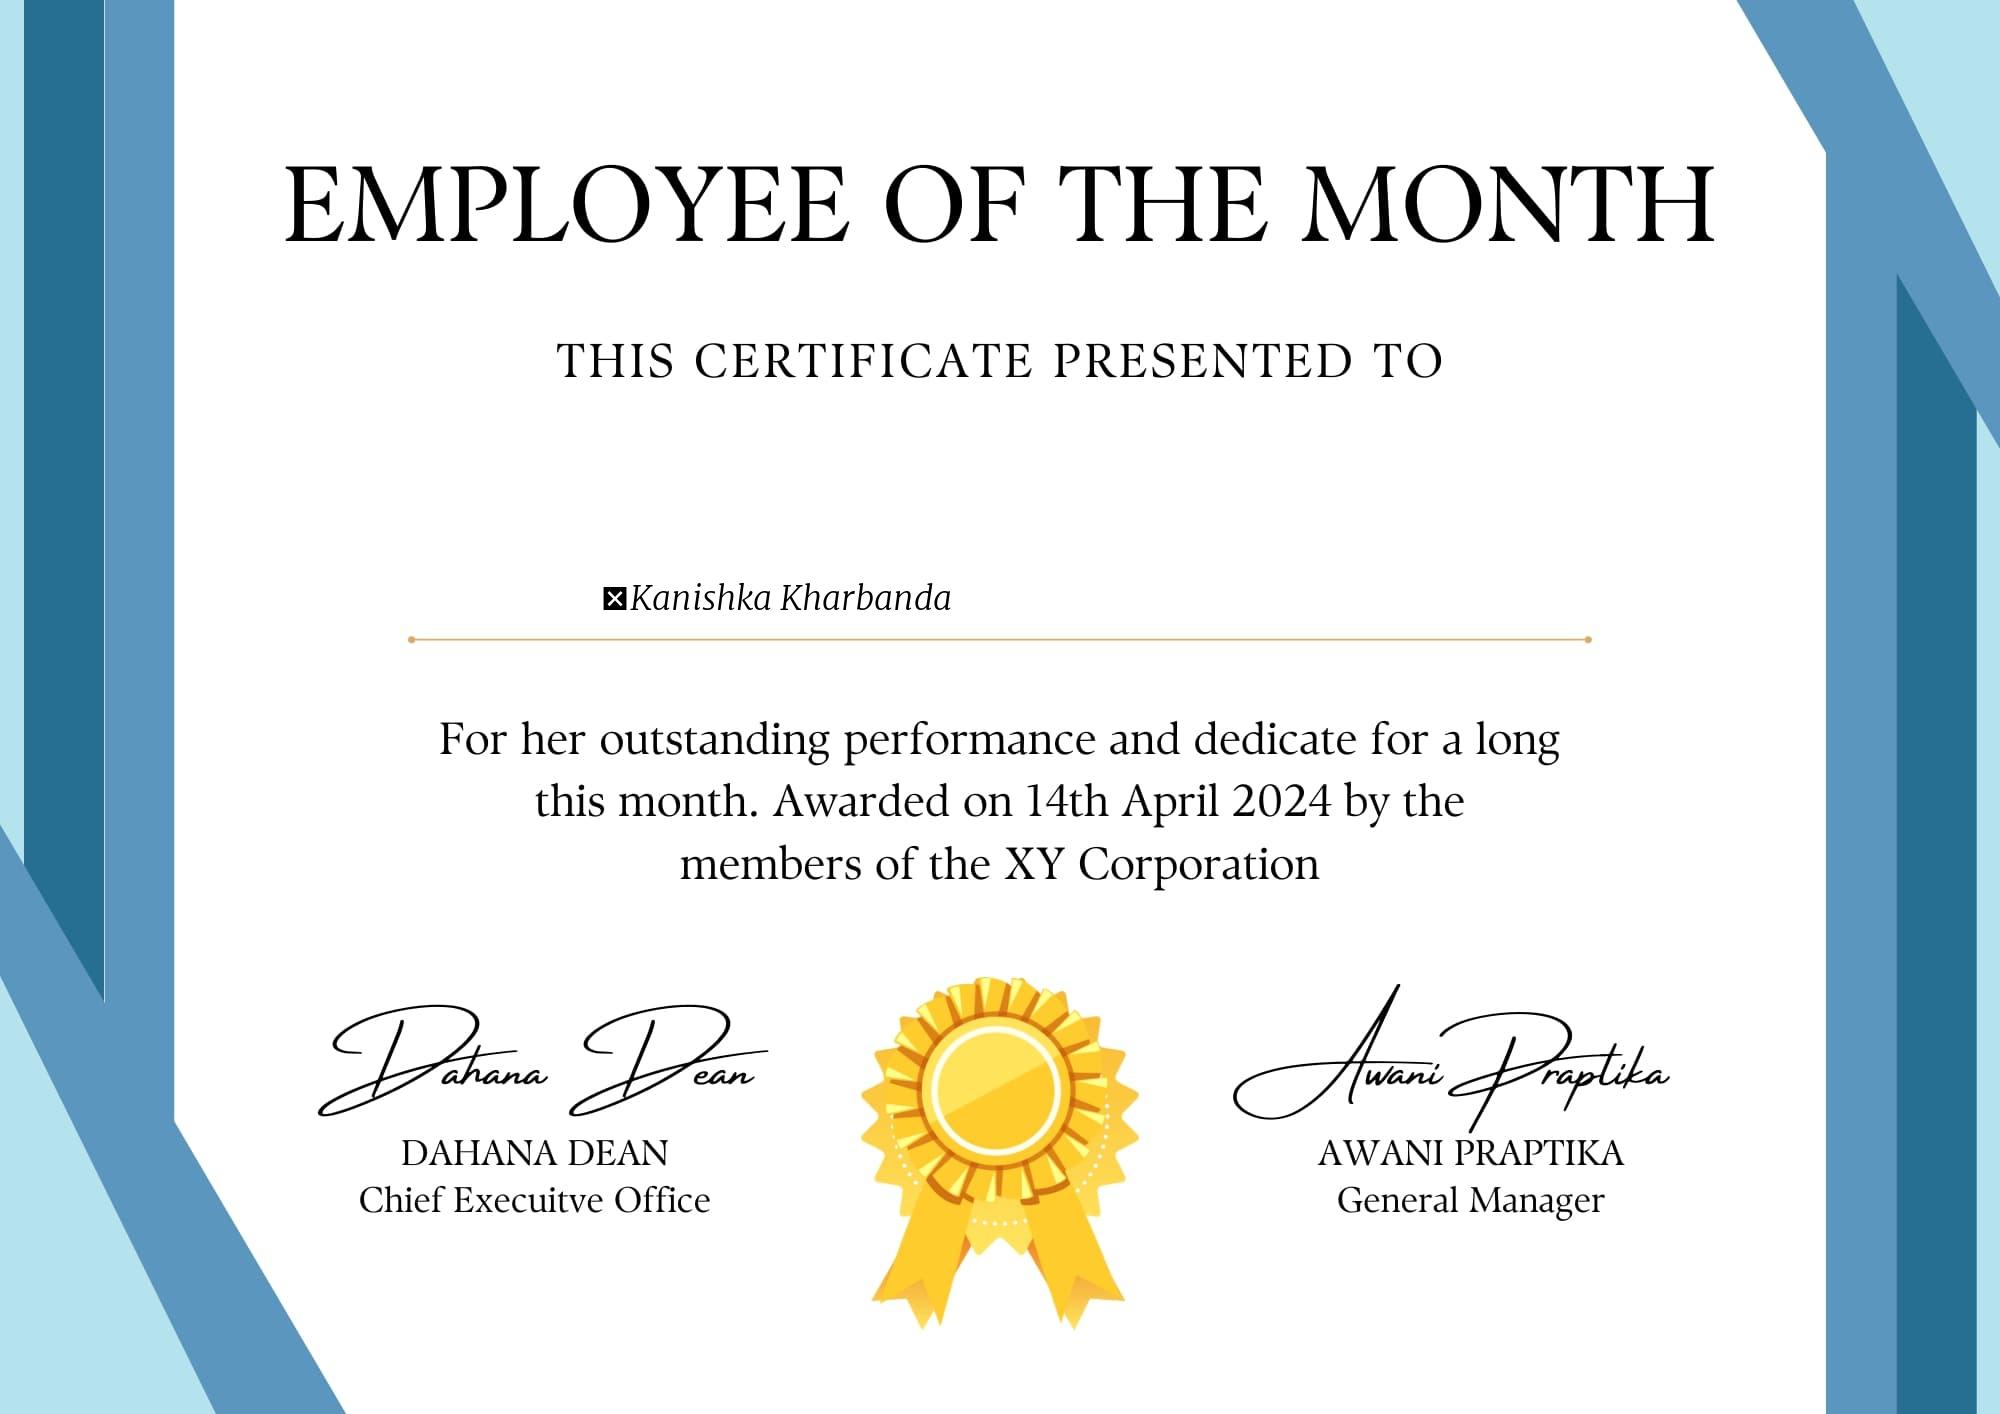 EMPLOYEE OF THE MONTH
THIS CERTIFICATE PRESENTED TO
Kanishka Kharbanda
For her outstanding performance and dedicate for a long
this month. Awarded on 14th April 2024 by the
members of the XY Corporation
Dahana Dean
Awani Praptika
DAHANA DEAN
Chief Execuitve Office
AWANI PRAPTIKA
General Manager